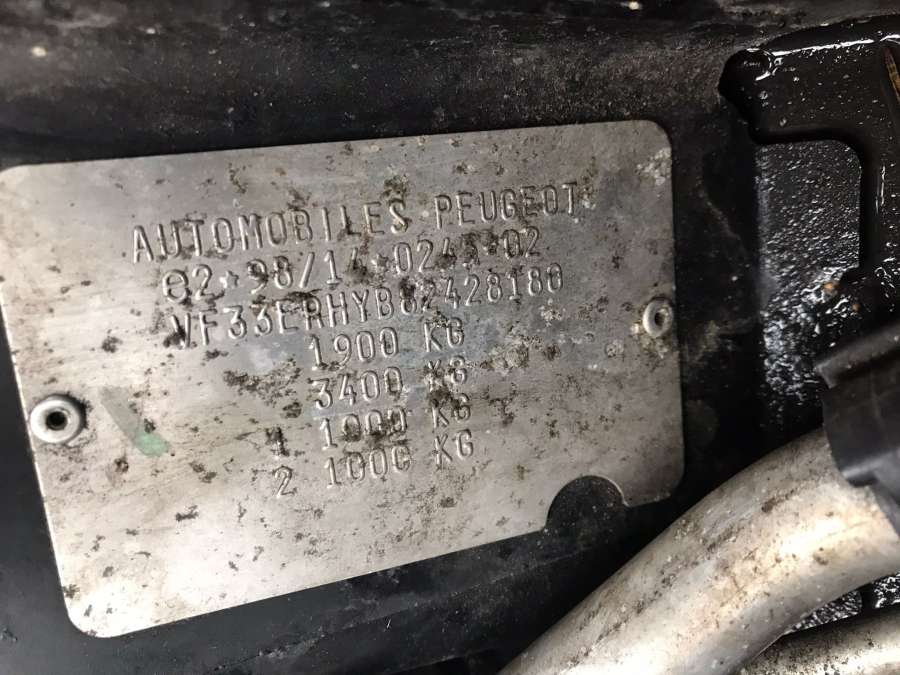 AUTOMOBILES PEUGEOT
e2*98/14*0245*02
VF33ERHYB82428180
1900 KG
3400 KG
1 1000 KG
2 1000 KG